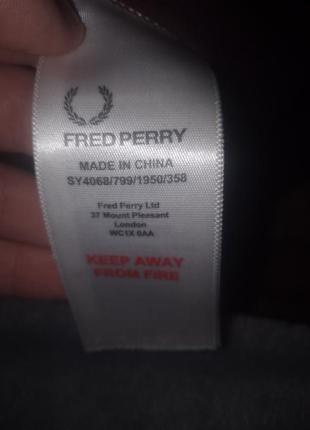 FRED PERRY
MADE IN CHINA
SY4068/799/1950/358
Fred Perry Ltd
37 Mount Pleasant
London
WC1X 0AA
KEEP AWAY
FROM FIRE